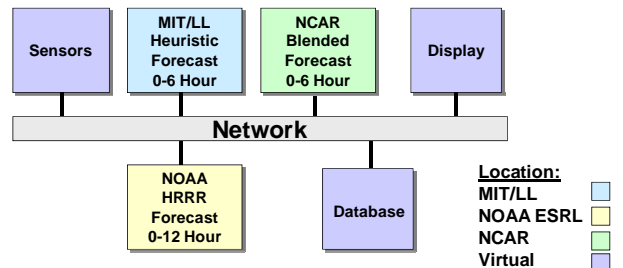 Sensors
MIT/LL
Heuristic
Forecast
0-6 Hour
NCAR
Blended
Forecast
0-6 Hour
Display
Network
NOAA
HRRR
Forecast
0-12 Hour
Database
Location:
MIT/LL
NOAA ESRL
NCAR
Virtual